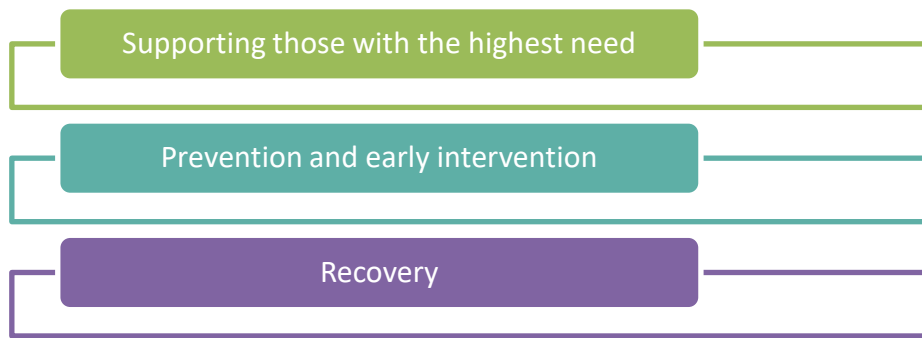 Supporting those with the highest need
Prevention and early intervention
Recovery